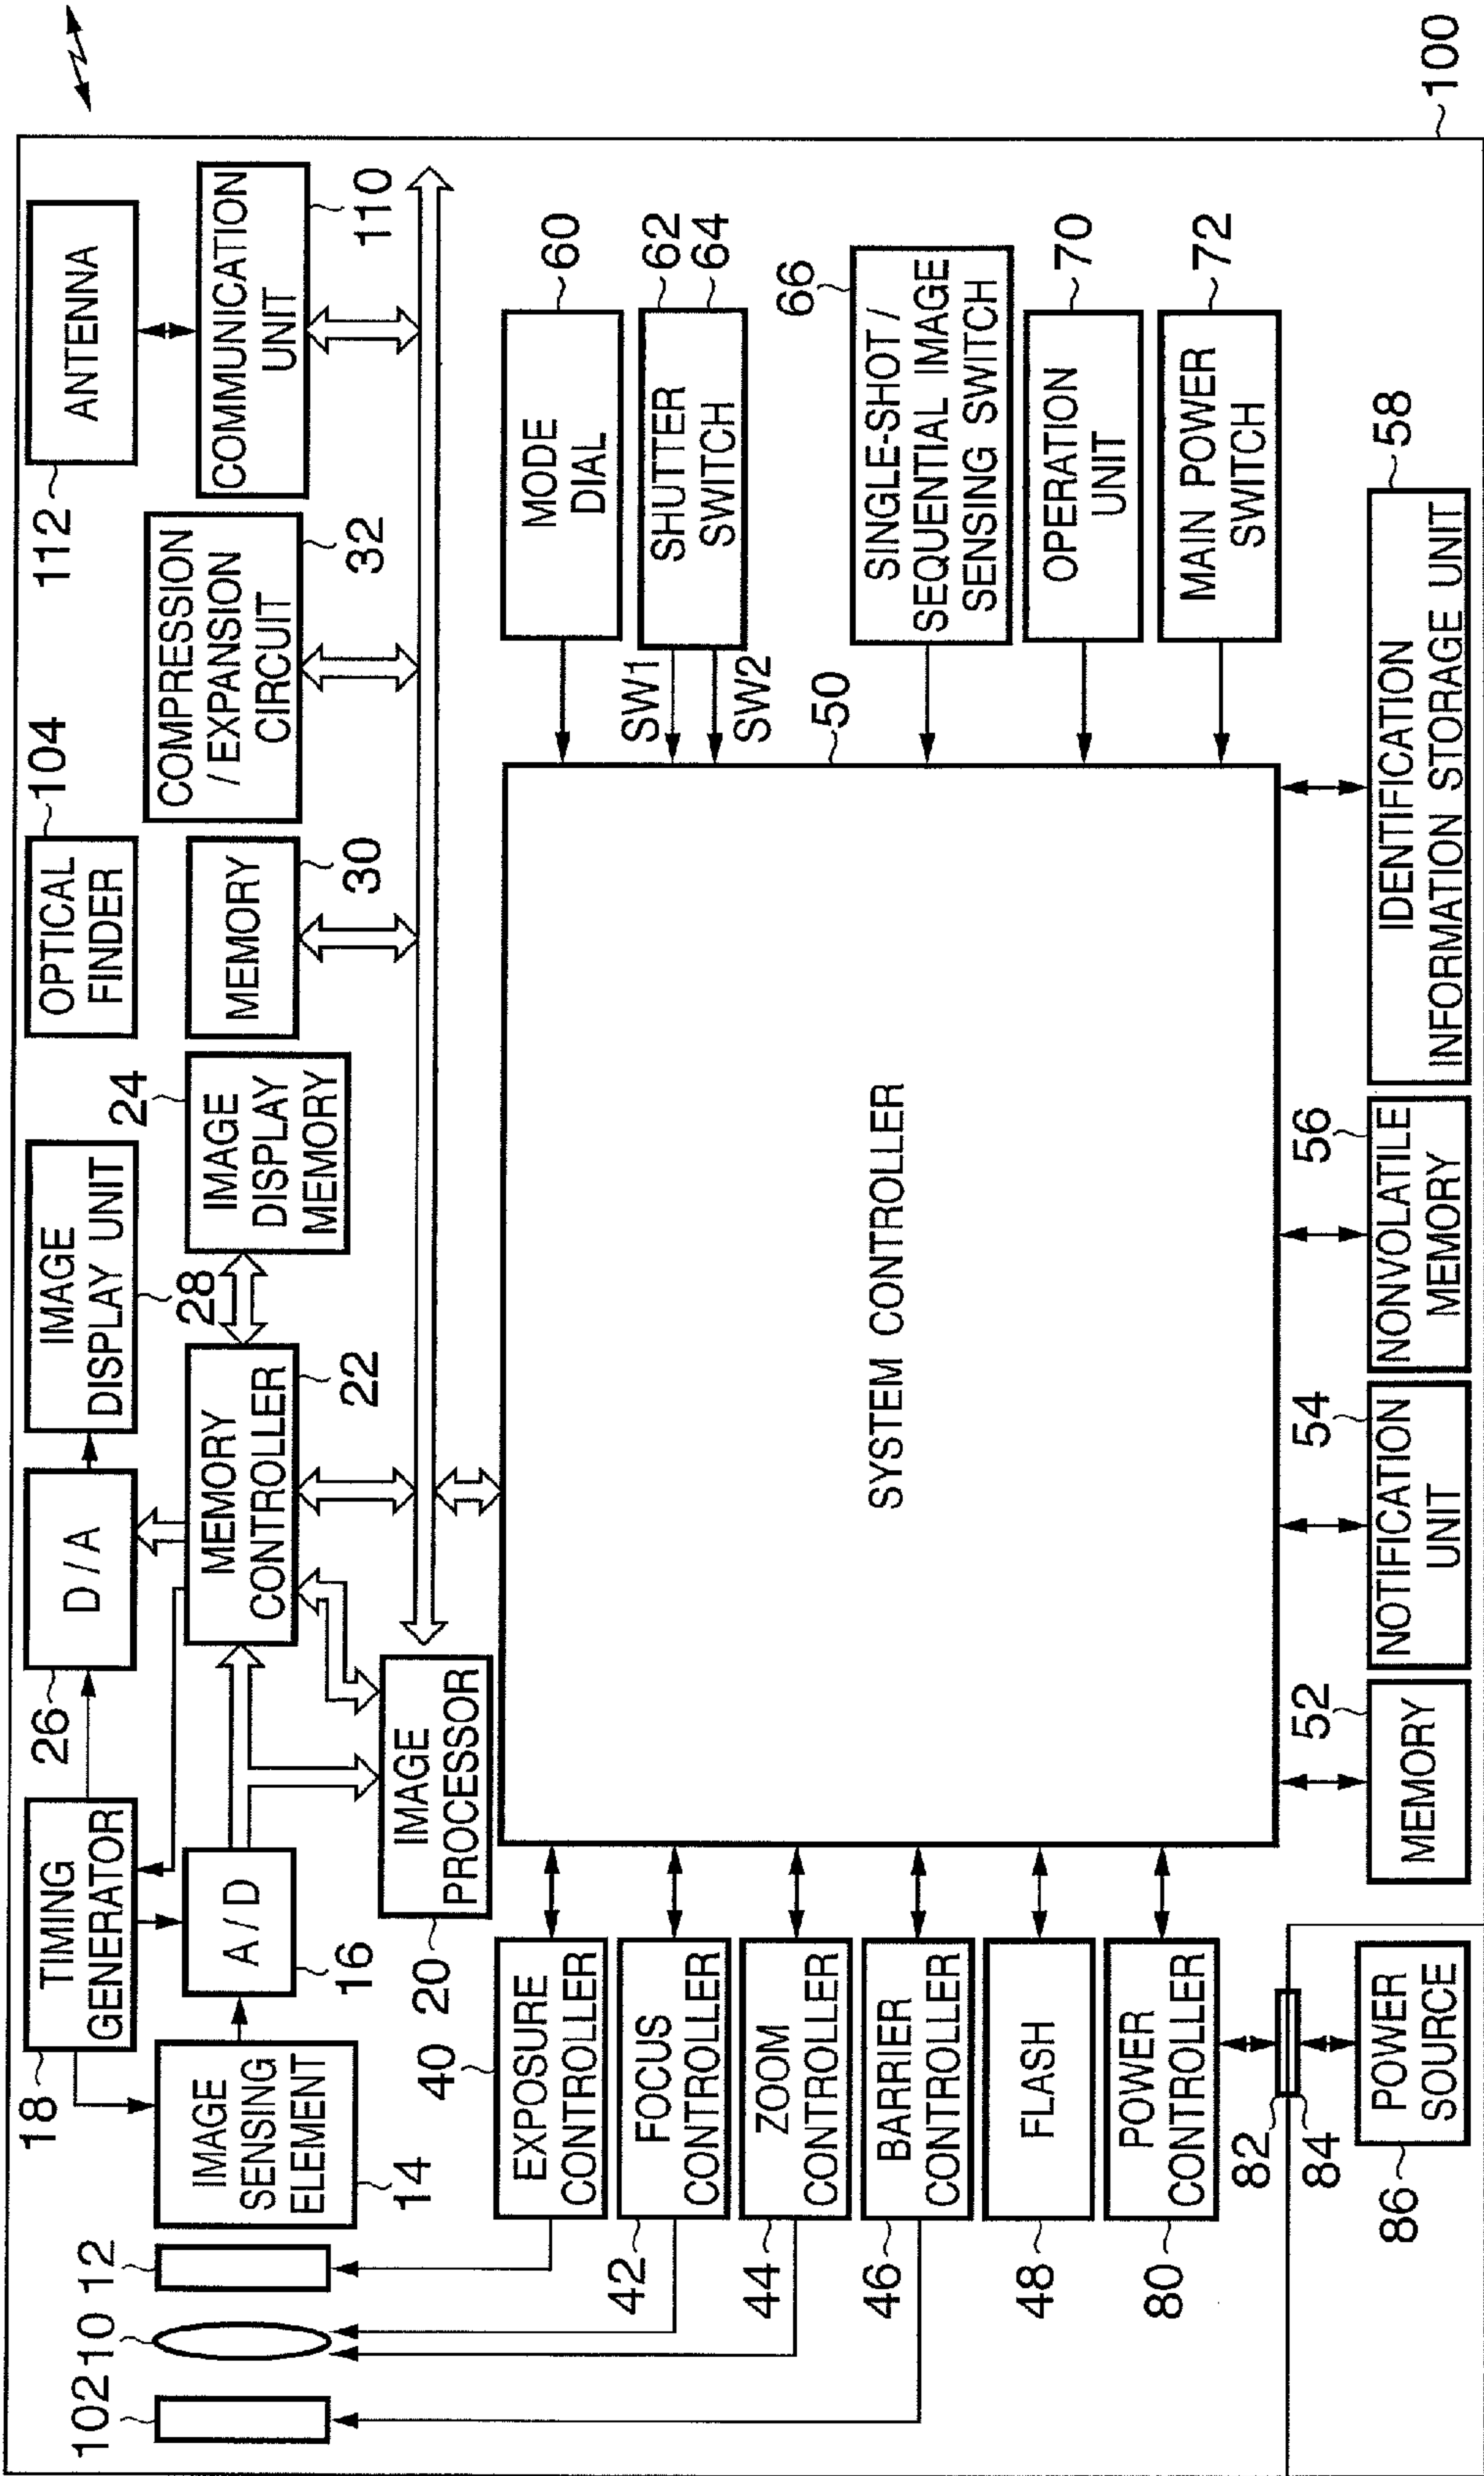 100
ANTENNA
112
COMMUNICATION
UNIT
110
COMPRESSION
/ EXPANSION
CIRCUIT
32
OPTICAL
FINDER
104
MEMORY
30
IMAGE
DISPLAY
MEMORY
24
IMAGE
DISPLAY UNIT
28
MEMORY
CONTROLLER
22
D / A
26
TIMING
GENERATOR
18
A / D
16
IMAGE
PROCESSOR
20
IMAGE
SENSING
ELEMENT
14
12
10
102
EXPOSURE
CONTROLLER
40
FOCUS
CONTROLLER
42
ZOOM
CONTROLLER
44
BARRIER
CONTROLLER
46
FLASH
48
POWER
CONTROLLER
80
82
84
POWER
SOURCE
86
SYSTEM CONTROLLER
50
MODE
DIAL
60
SHUTTER
SWITCH
62
64
SW1
SW2
SINGLE-SHOT /
SEQUENTIAL IMAGE
SENSING SWITCH
66
OPERATION
UNIT
70
MAIN POWER
SWITCH
72
MEMORY
52
NOTIFICATION
UNIT
54
NONVOLATILE
MEMORY
56
IDENTIFICATION
INFORMATION STORAGE UNIT
58